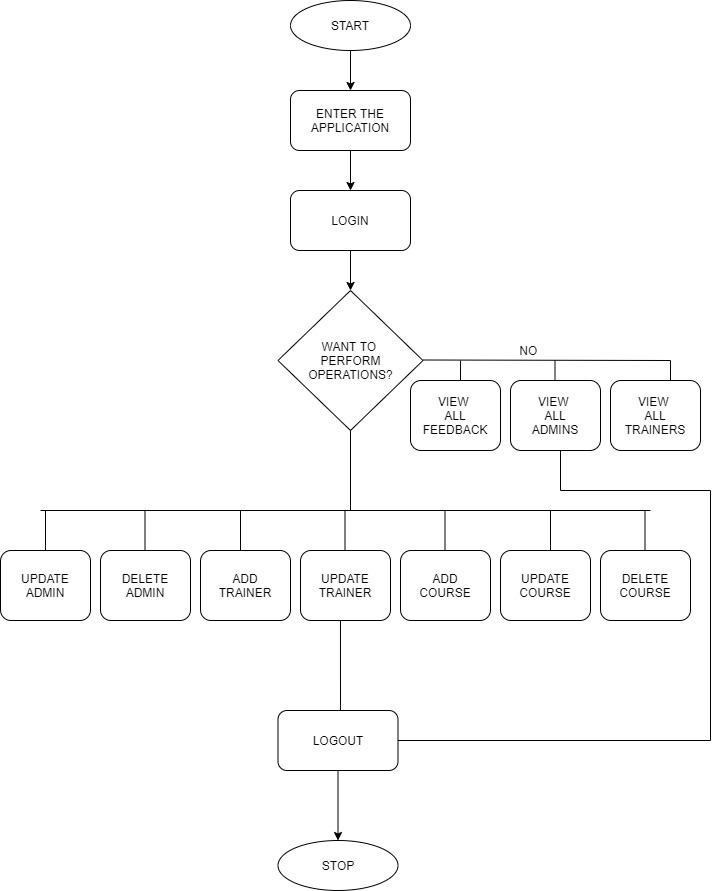 START
ENTER THE
APPLICATION
LOGIN
WANT TO
PERFORM
OPERATIONS?
NO
VIEW
ALL
FEEDBACK
VIEW
ALL
ADMINS
VIEW
ALL
TRAINERS
UPDATE
ADMIN
DELETE
ADMIN
ADD
TRAINER
UPDATE
TRAINER
ADD
COURSE
UPDATE
COURSE
DELETE
COURSE
LOGOUT
STOP